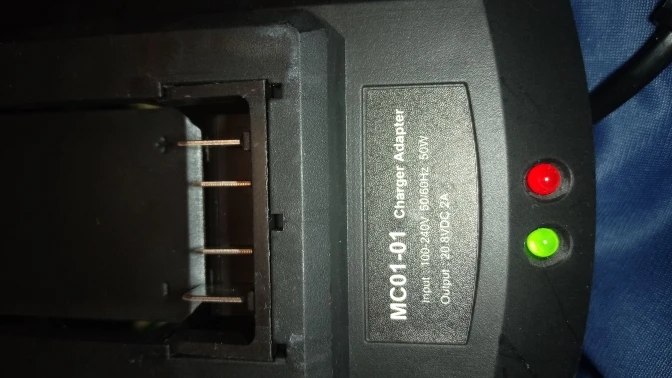 MC01-01 Charger Adapter
Input : 100-240V 50/60Hz 50W
Output : 20.8VDC 2A